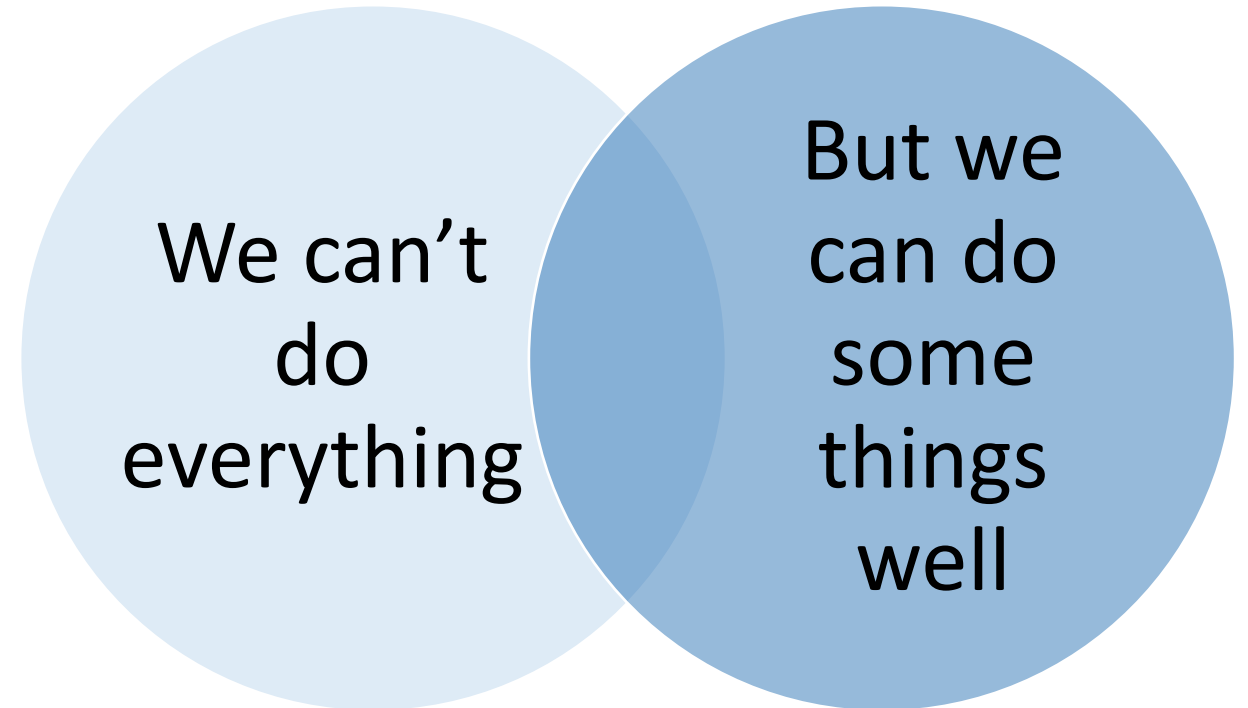 We can’t
do
everything
But we
can do
some
things
well